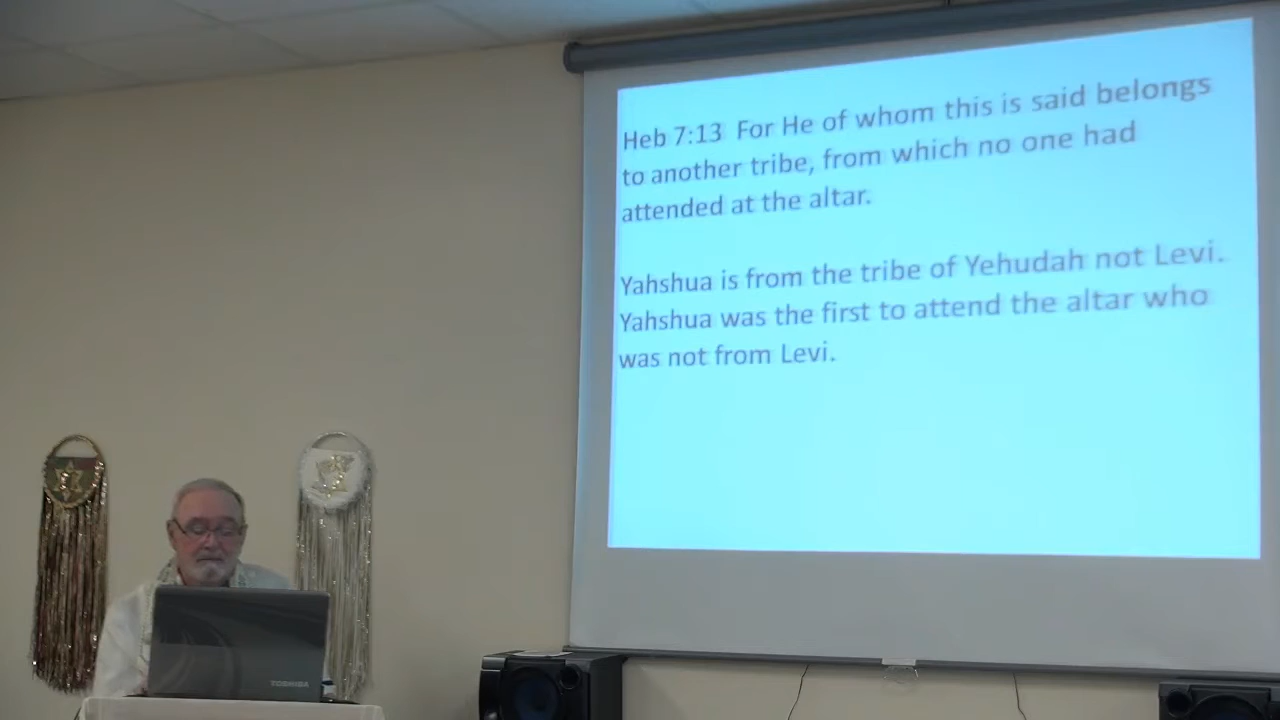 Heb 7:13 For He of whom this is said belongs
to another tribe, from which no one had
attended at the altar.
Yahshua is from the tribe of Yehudah not Levi.
Yahshua was the first to attend the altar who
was not from Levi.
TOSHIBA